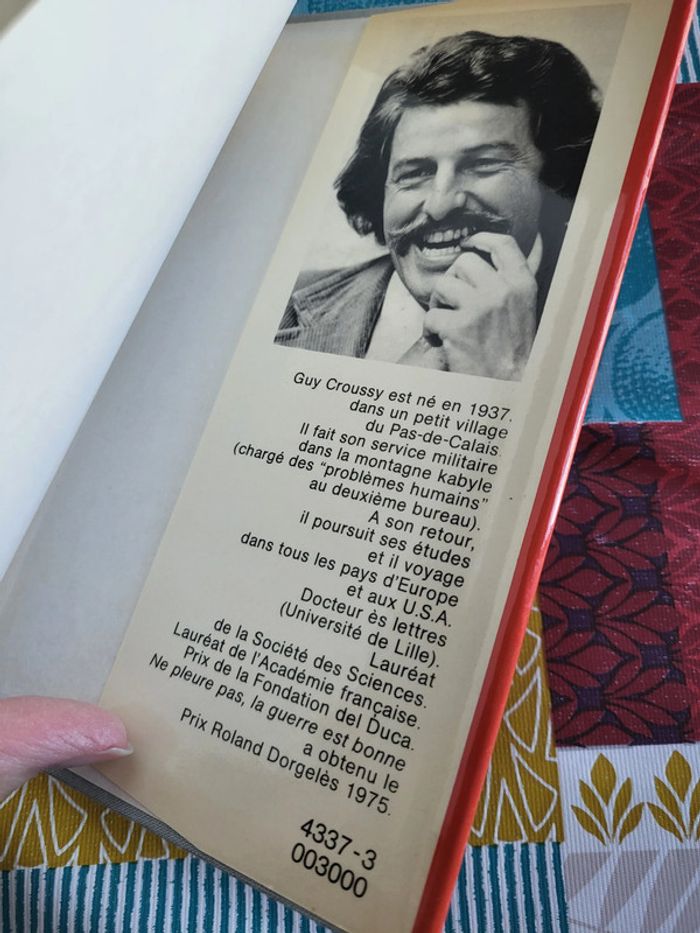 Guy Croussy est né en 1937.
dans un petit village
du Pas-de-Calais.
Il fait son service militaire
dans la montagne kabyle
(chargé des "problèmes humains"
au deuxième bureau).
A son retour,
il poursuit ses études
et il voyage
dans tous les pays d'Europe
et aux U.S.A.
Docteur ès lettres
(Université de Lille).
Lauréat
de la Société des Sciences.
Lauréat de l'Académie française.
Prix de la Fondation del Duca.
Ne pleure pas, la guerre est bonne
a obtenu le
Prix Roland Dorgelès 1975.
4337-3
003000